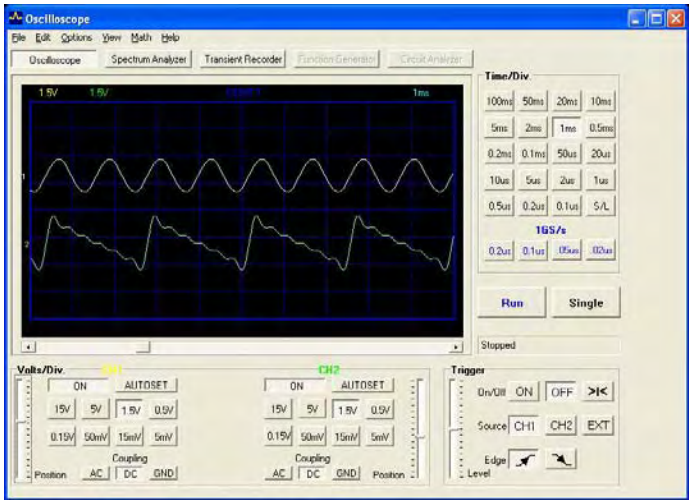 Oscilloscope
File Edit Options View Math Help
Oscilloscope Spectrum Analyzer Transient Recorder Function Generator Circuit Analyzer
1.5V 1.5V 1ms
1
2
Time/Div.
100ms 50ms 20ms 10ms
5ms 2ms 1ms 0.5ms
0.2ms 0.1ms 50us 20us
10us 5us 2us 1us
0.5us 0.2us 0.1us S/L
1GS/s
0.2us 0.1us .05us .02us
Run Single
Stopped
Volts/Div. CH1
ON AUTOSET
15V 5V 1.5V 0.5V
0.15V 50mV 15mV 5mV
Coupling
Position AC DC GND
CH2
ON AUTOSET
15V 5V 1.5V 0.5V
0.15V 50mV 15mV 5mV
Coupling
AC DC GND Position
Trigger
On/Off ON OFF >I<
Source CH1 CH2 EXT
Edge
Level